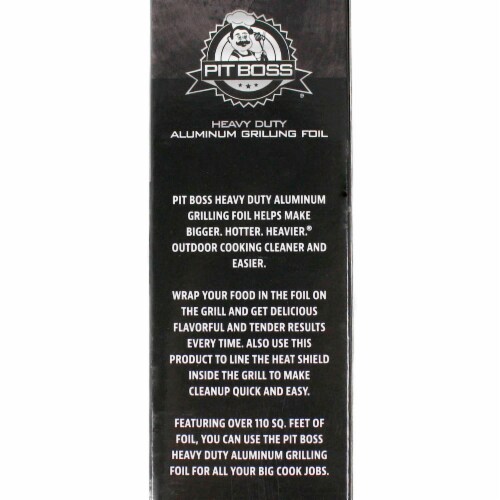 PIT BOSS
®
HEAVY DUTY
ALUMINUM GRILLING FOIL
PIT BOSS HEAVY DUTY ALUMINUM
GRILLING FOIL HELPS MAKE
BIGGER. HOTTER. HEAVIER.®
OUTDOOR COOKING CLEANER AND
EASIER.
WRAP YOUR FOOD IN THE FOIL ON
THE GRILL AND GET DELICIOUS
FLAVORFUL AND TENDER RESULTS
EVERY TIME. ALSO USE THIS
PRODUCT TO LINE THE HEAT SHIELD
INSIDE THE GRILL TO MAKE
CLEANUP QUICK AND EASY.
FEATURING OVER 110 SQ. FEET OF
FOIL, YOU CAN USE THE PIT BOSS
HEAVY DUTY ALUMINUM GRILLING
FOIL FOR ALL YOUR BIG COOK JOBS.